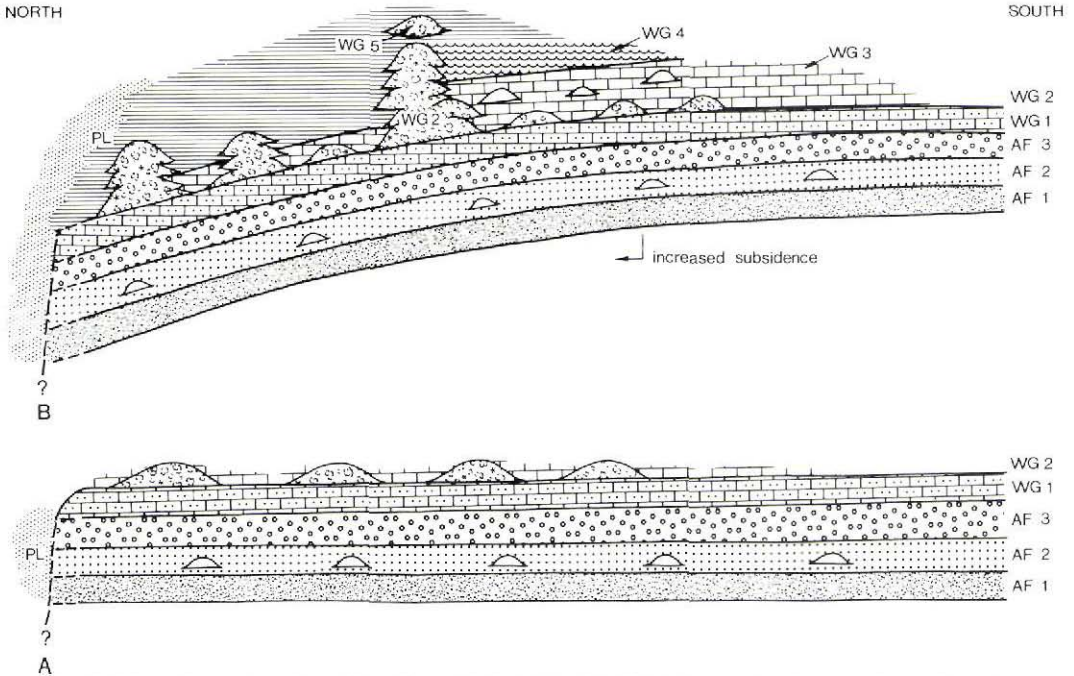 NORTH
SOUTH
WG 5
WG 4
WG 3
PL
WG 2
WG 2
WG 1
AF 3
AF 2
AF 1
increased subsidence
?
B
WG 2
WG 1
AF 3
PL
AF 2
AF 1
?
A